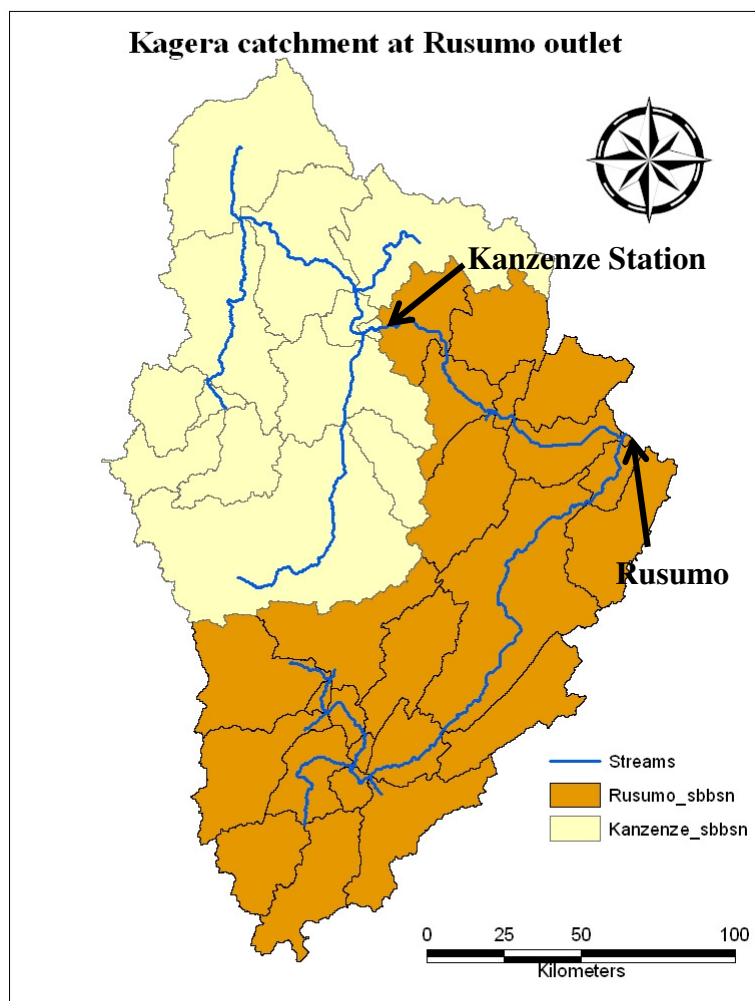 Kagera catchment at Rusumo outlet
Kanzenze Station
Rusumo
Streams
Rusumo_sbbsn
Kanzenze_sbbsn
0 25 50 100
Kilometers